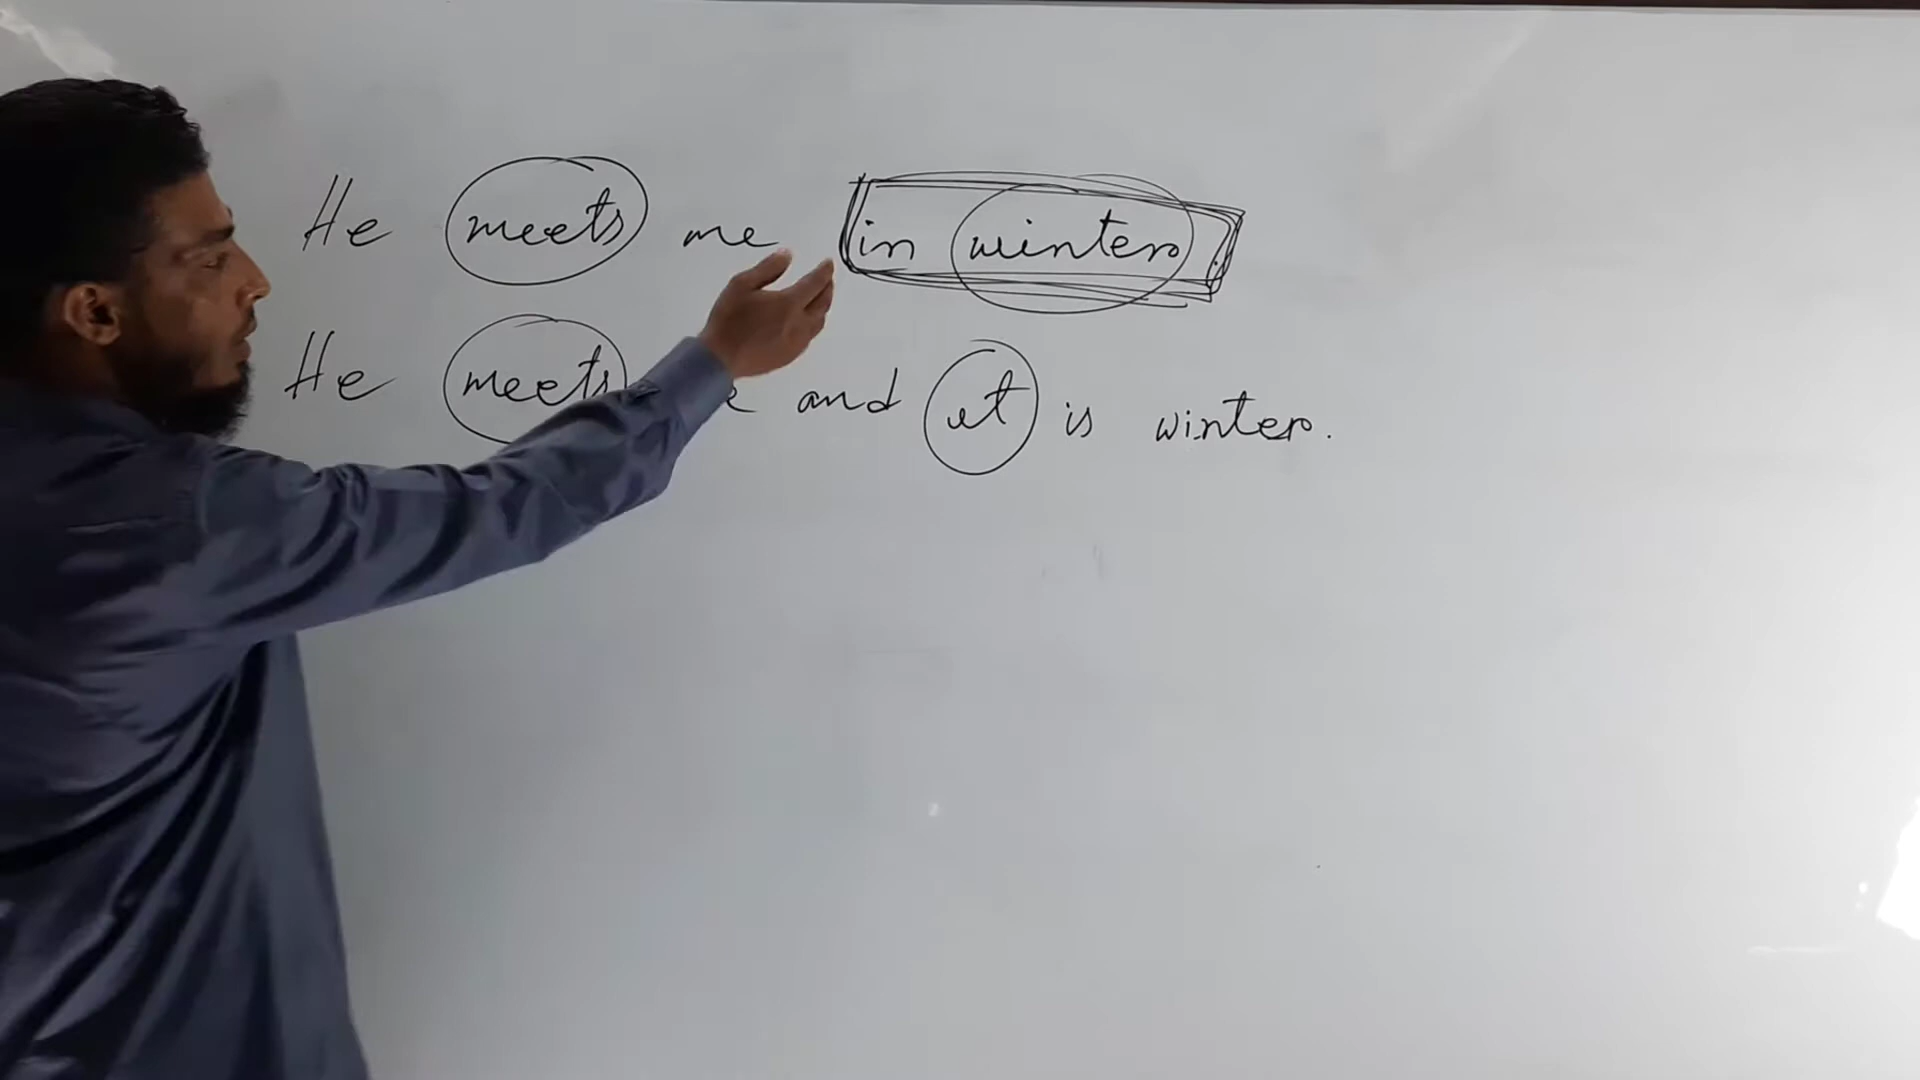 He meets me in winter.
He meets and it is winter.